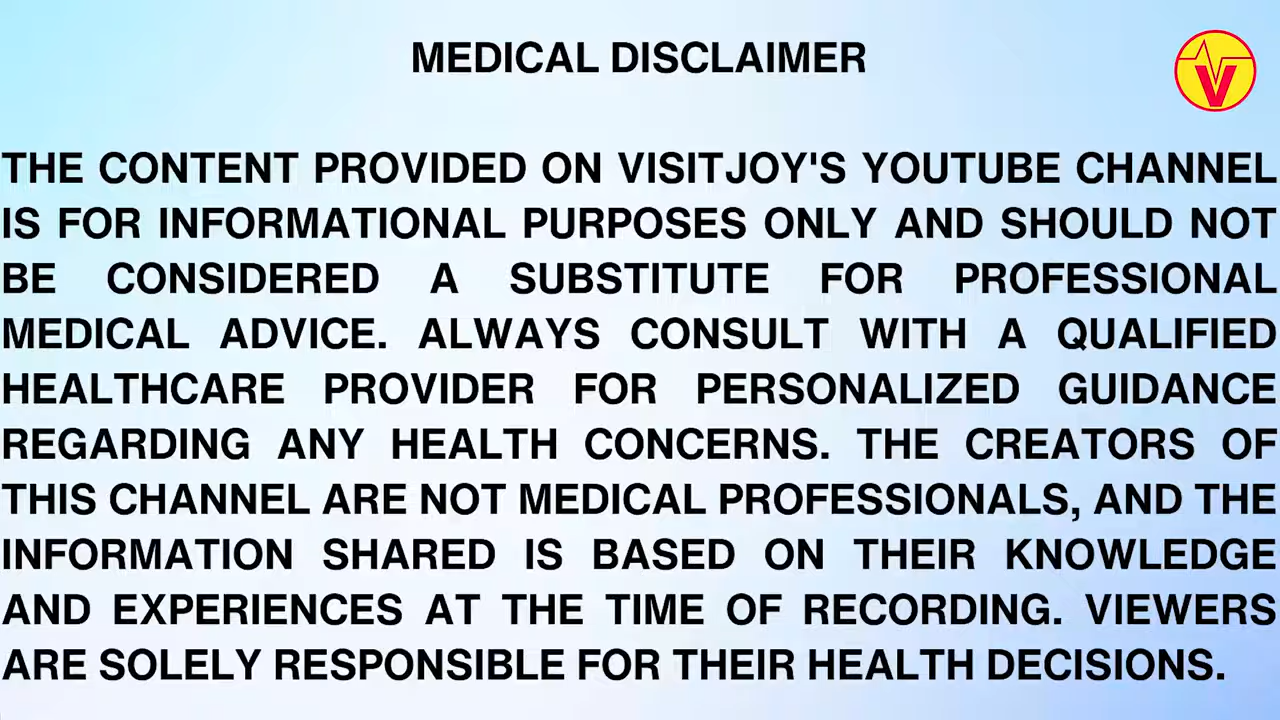 MEDICAL DISCLAIMER
V
THE CONTENT PROVIDED ON VISITJOY'S YOUTUBE CHANNEL
IS FOR INFORMATIONAL PURPOSES ONLY AND SHOULD NOT
BE CONSIDERED A SUBSTITUTE FOR PROFESSIONAL
MEDICAL ADVICE. ALWAYS CONSULT WITH A QUALIFIED
HEALTHCARE PROVIDER FOR PERSONALIZED GUIDANCE
REGARDING ANY HEALTH CONCERNS. THE CREATORS OF
THIS CHANNEL ARE NOT MEDICAL PROFESSIONALS, AND THE
INFORMATION SHARED IS BASED ON THEIR KNOWLEDGE
AND EXPERIENCES AT THE TIME OF RECORDING. VIEWERS
ARE SOLELY RESPONSIBLE FOR THEIR HEALTH DECISIONS.